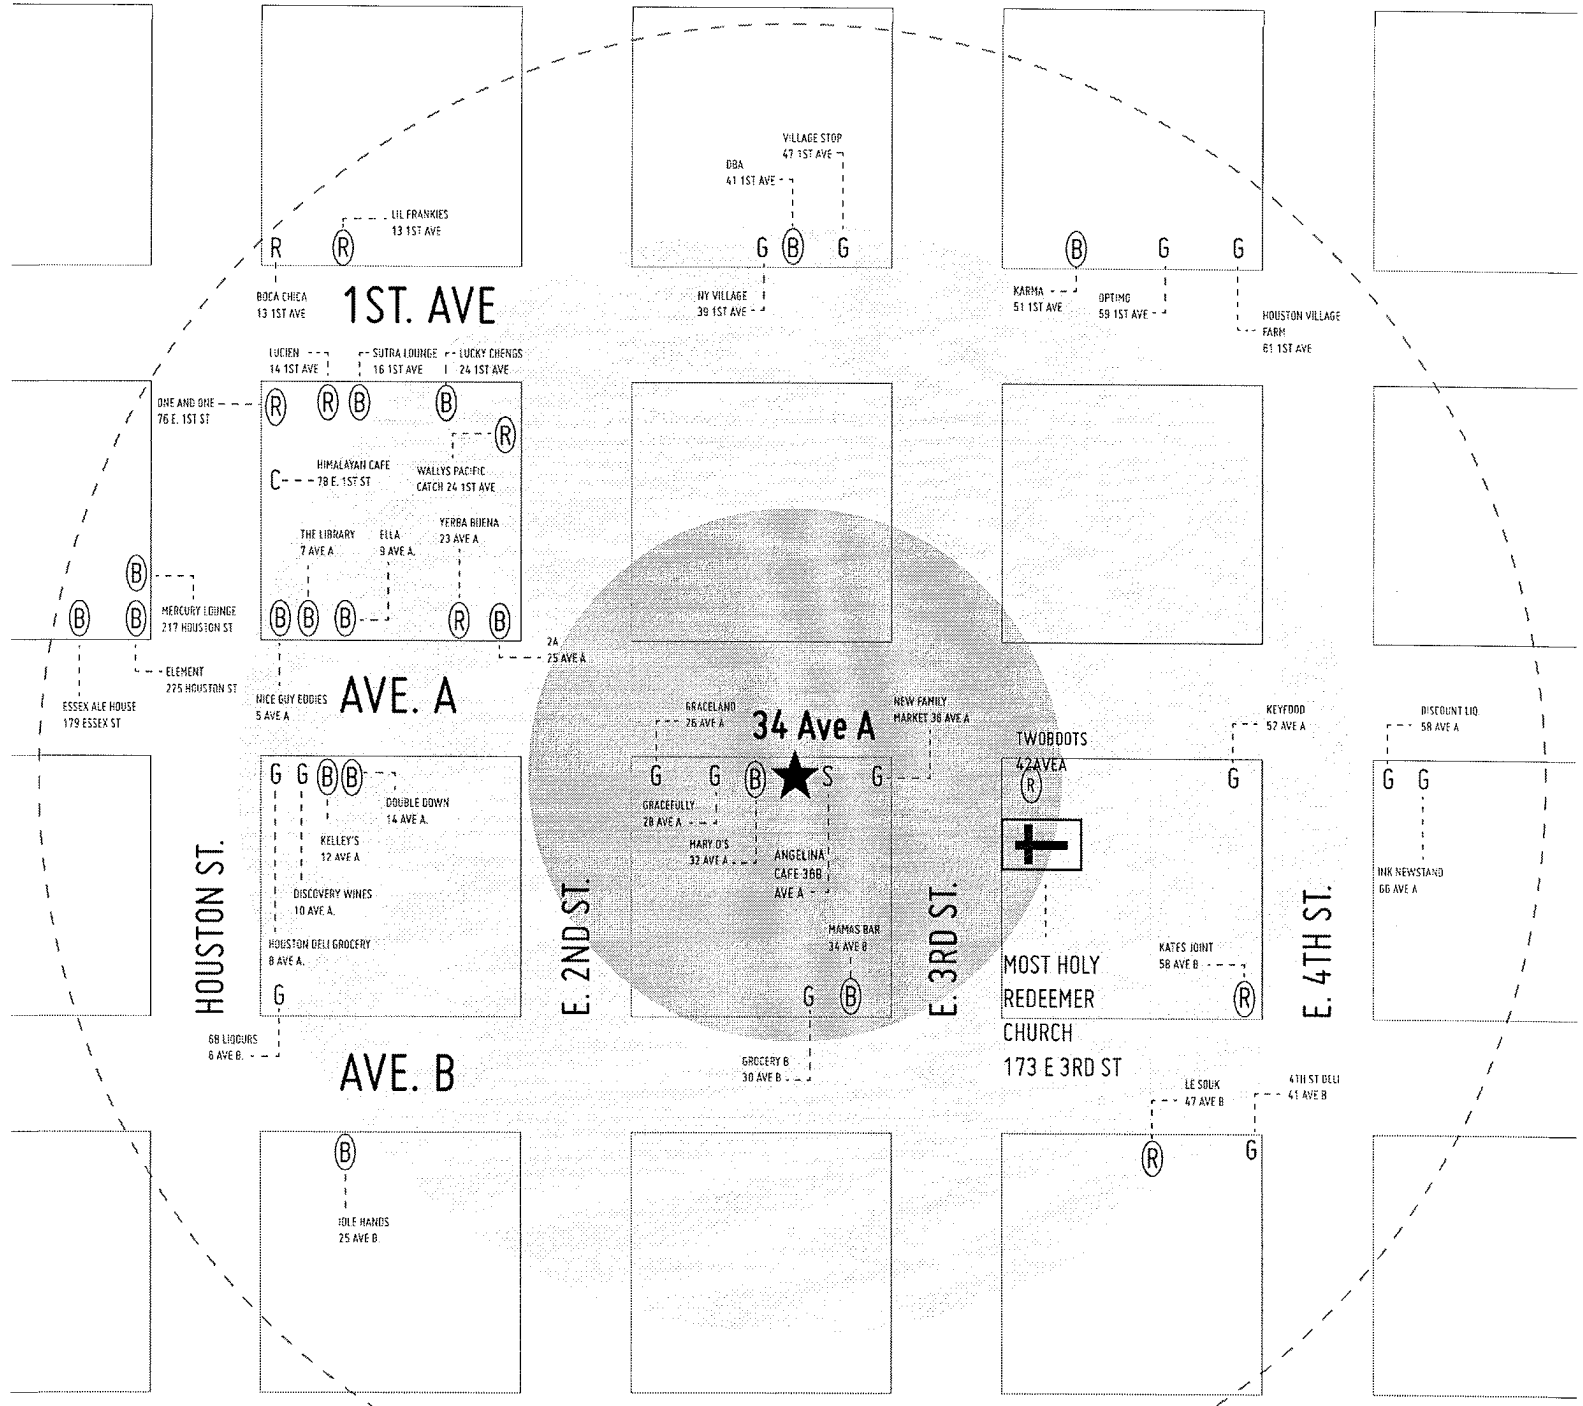 VILLAGE STOP
47 1ST AVE
DBA
41 1ST AVE
LIL FRANKIES
13 1ST AVE
R
R
G
B
G
B
G
G
BOCA CHICA
13 1ST AVE
1ST. AVE
NY VILLAGE
39 1ST AVE
KARMA
51 1ST AVE
OPTIMO
59 1ST AVE
HOUSTON VILLAGE
FARM
61 1ST AVE
LUCIEN
14 1ST AVE
SUTRA LOUNGE
16 1ST AVE
LUCKY CHENGS
24 1ST AVE
ONE AND ONE
76 E. 1ST ST
R
R
B
B
R
HIMALAYAN CAFE
78 E. 1ST ST
C
WALLYS PACIFIC
CATCH 24 1ST AVE
THE LIBRARY
7 AVE A
ELLA
9 AVE A.
YERBA BUENA
23 AVE A
B
B
B
MERCURY LOUNGE
217 HOUSTON ST
B
B
B
R
B
2A
25 AVE A
ELEMENT
225 HOUSTON ST
ESSEX ALE HOUSE
179 ESSEX ST
NICE GUY EDDIES
5 AVE A
AVE. A
GRACELAND
26 AVE A
34 Ave A
NEW FAMILY
MARKET 38 AVE A
TWOBOOTS
42AVEA
KEYFOOD
52 AVE A
DISCOUNT LIQ.
58 AVE A
G
G
B
B
G
G
B
S
G
R
G
G
G
DOUBLE DOWN
14 AVE A.
KELLEY'S
12 AVE A
DISCOVERY WINES
10 AVE A.
HOUSTON DELI GROCERY
8 AVE A.
GRACEFULLY
28 AVE A
MARY O'S
32 AVE A
ANGELINA
CAFE 36B
AVE A
INK NEWSTAND
66 AVE A
HOUSTON ST.
E. 2ND ST.
E. 3RD ST.
E. 4TH ST.
MAMAS BAR
34 AVE B
KATES JOINT
58 AVE B
MOST HOLY
REDEEMER
CHURCH
173 E 3RD ST
G
G
B
R
6B LIQOURS
6 AVE B.
AVE. B
GROCERY B
30 AVE B
LE SOUK
47 AVE B
4TH ST DELI
41 AVE B
B
R
G
IDLE HANDS
25 AVE B.